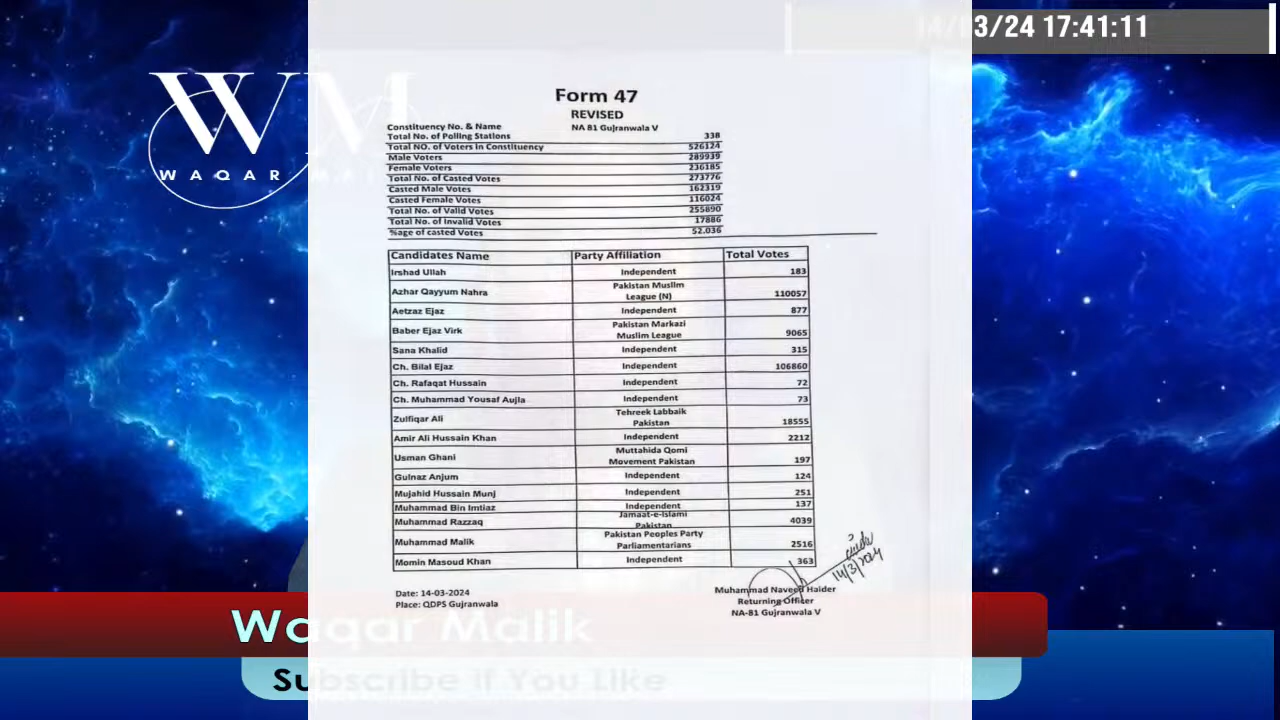 14/03/24 17:41:11
WM
WAQAR MALIK
Form 47
REVISED
Constituency No. & Name NA 81 Gujranwala V
Total No. of Polling Stations 338
Total NO. of Voters in Constituency 526124
Male Voters 289939
Female Voters 236185
Total No. of Casted Votes 273776
Casted Male Votes 162319
Casted Female Votes 116024
Total No. of Valid Votes 255890
Total No. of Invalid Votes 17886
%age of casted Votes 52.036
Candidates Name Party Affiliation Total Votes
Irshad Ullah Independent 183
Azhar Qayyum Nahra Pakistan Muslim League (N) 110057
Aetzaz Ejaz Independent 877
Baber Ejaz Virk Pakistan Markazi Muslim League 9065
Sana Khalid Independent 315
Ch. Bilal Ejaz Independent 106860
Ch. Rafaqat Hussain Independent 72
Ch. Muhammad Yousaf Aujla Independent 73
Zulfiqar Ali Tehreek Labbaik Pakistan 18555
Amir Ali Hussain Khan Independent 2212
Usman Ghani Muttahida Qomi Movement Pakistan 197
Gulnaz Anjum Independent 124
Mujahid Hussain Munj Independent 251
Muhammad Bin Imtiaz Independent 137
Muhammad Razzaq Jamaat-e-Islami Pakistan 4039
Muhammad Malik Pakistan Peoples Party Parliamentarians 2516
Momin Masoud Khan Independent 363
14/3/2024
Date: 14-03-2024
Place: QDPS Gujranwala
Muhammad Naveed Haider
Returning Officer
NA-81 Gujranwala V
Waqar Malik
Subscribe if You Like